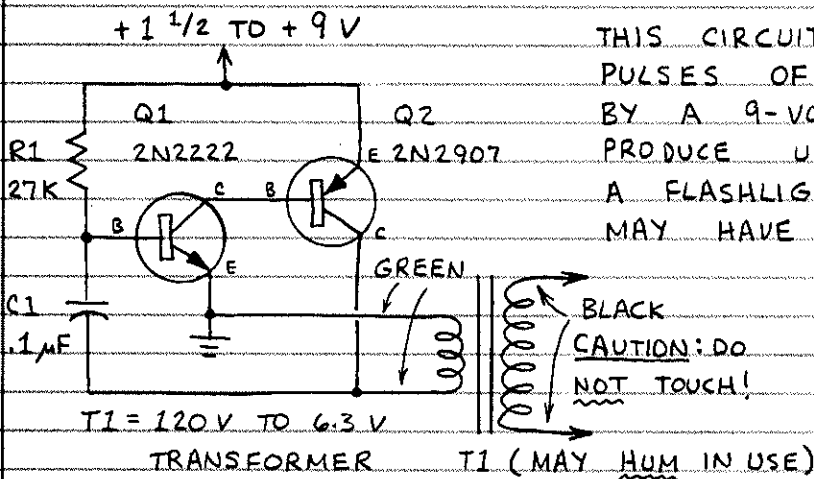 + 1 1/2 TO + 9 V
THIS CIRCUIT
PULSES OF
BY A 9-VO
PRODUCE U
A FLASHLIG
MAY HAVE
Q1
2N2222
Q2
2N2907
R1
27K
B
C
E
B
E
C
C1
.1µF
GREEN
BLACK
CAUTION: DO
NOT TOUCH!
T1 = 120 V TO 6.3 V
TRANSFORMER
T1 (MAY HUM IN USE)